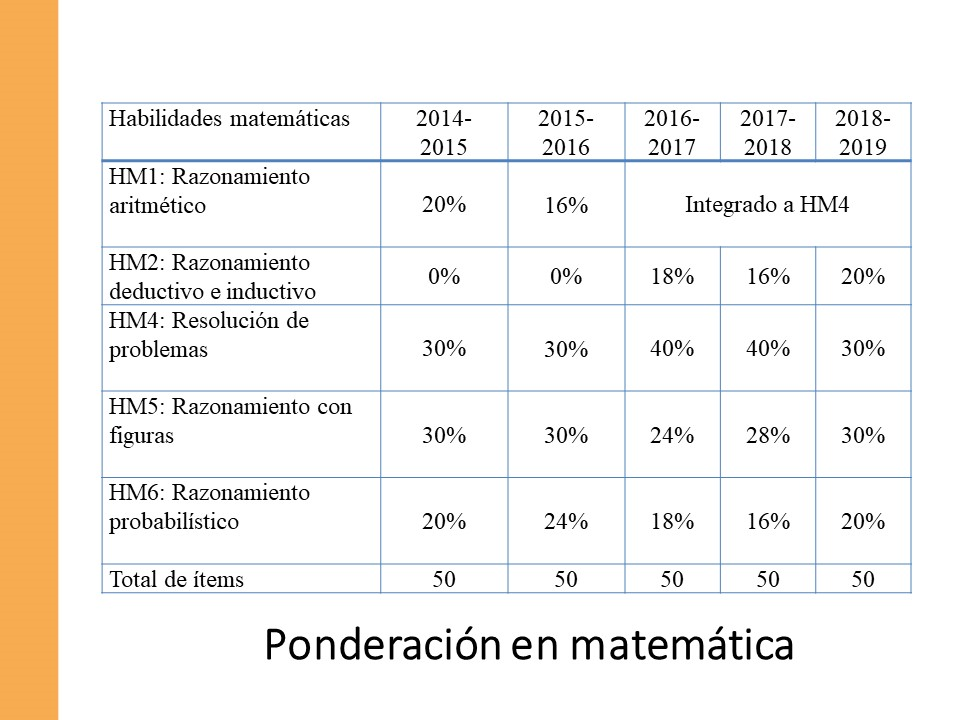 Habilidades matemáticas 2014-2015 2015-2016 2016-2017 2017-2018 2018-2019
HM1: Razonamiento aritmético 20% 16% Integrado a HM4
HM2: Razonamiento deductivo e inductivo 0% 0% 18% 16% 20%
HM4: Resolución de problemas 30% 30% 40% 40% 30%
HM5: Razonamiento con figuras 30% 30% 24% 28% 30%
HM6: Razonamiento probabilístico 20% 24% 18% 16% 20%
Total de ítems 50 50 50 50 50
Ponderación en matemática